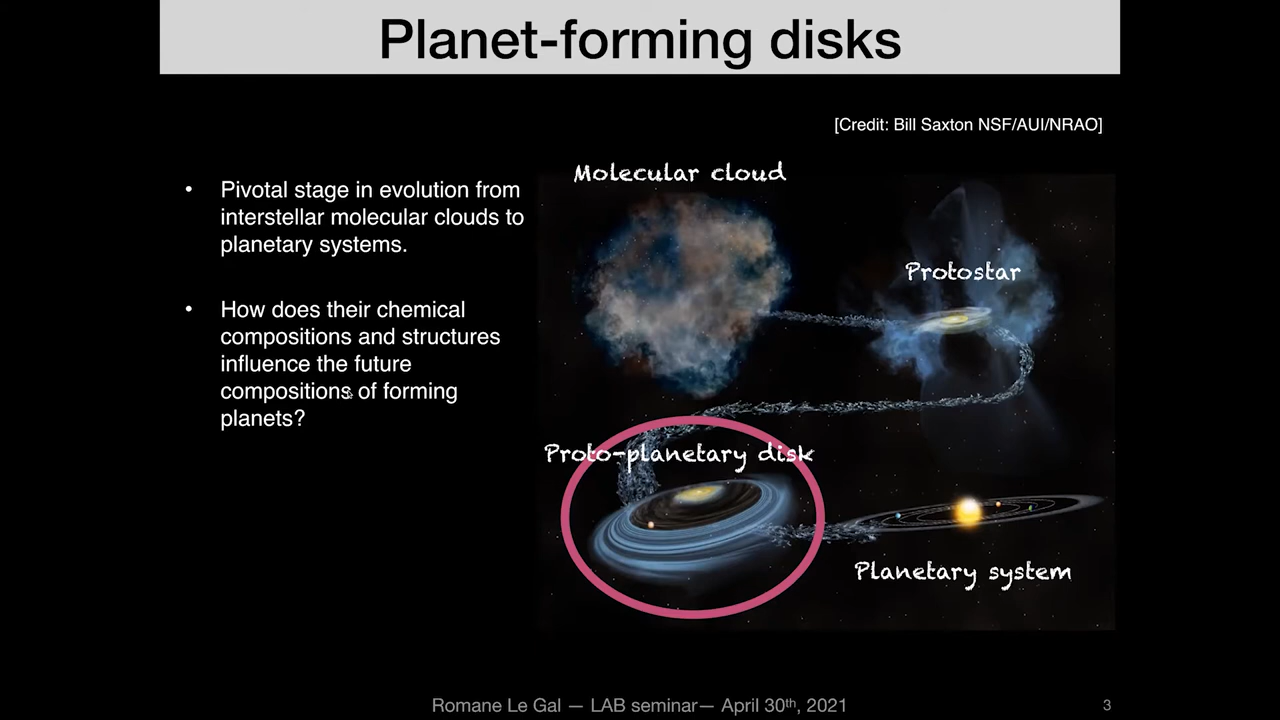 Planet-forming disks
[Credit: Bill Saxton NSF/AUI/NRAO]
• Pivotal stage in evolution from
interstellar molecular clouds to
planetary systems.
• How does their chemical
compositions and structures
influence the future
compositions of forming
planets?
Molecular cloud
Protostar
Proto-planetary disk
Planetary system
Romane Le Gal — LAB seminar— April 30th, 2021
3